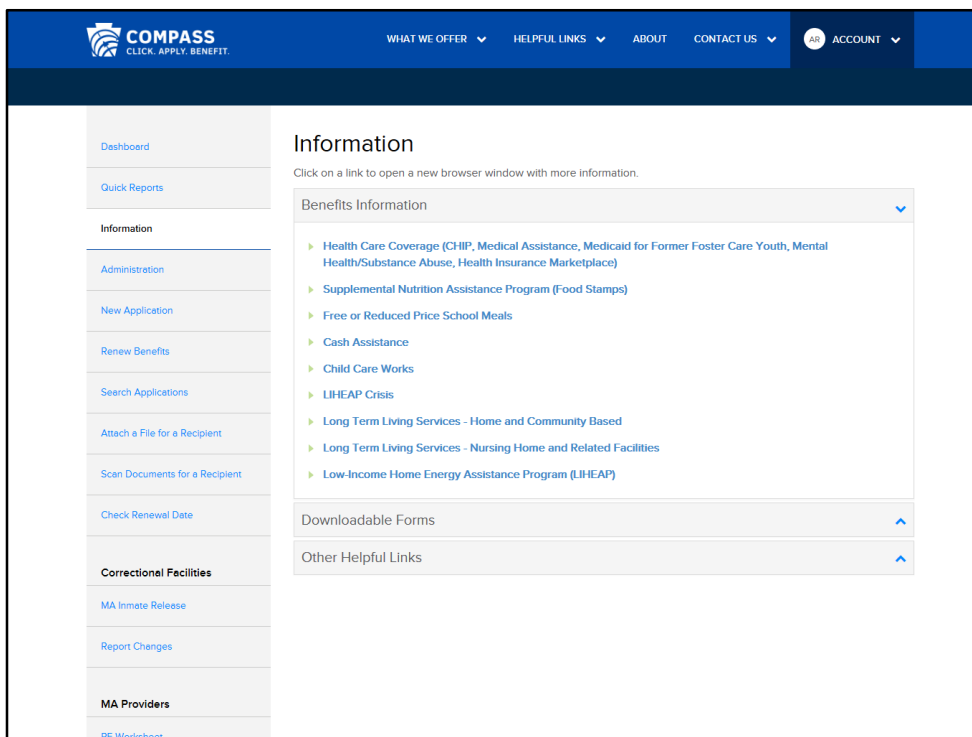 COMPASS
CLICK. APPLY. BENEFIT.
WHAT WE OFFER
HELPFUL LINKS
ABOUT
CONTACT US
AR
ACCOUNT
Dashboard
Quick Reports
Information
Administration
New Application
Renew Benefits
Search Applications
Attach a File for a Recipient
Scan Documents for a Recipient
Check Renewal Date
Correctional Facilities
MA Inmate Release
Report Changes
MA Providers
PE Worksheet
Information
Click on a link to open a new browser window with more information.
Benefits Information
Health Care Coverage (CHIP, Medical Assistance, Medicaid for Former Foster Care Youth, Mental
Health/Substance Abuse, Health Insurance Marketplace)
Supplemental Nutrition Assistance Program (Food Stamps)
Free or Reduced Price School Meals
Cash Assistance
Child Care Works
LIHEAP Crisis
Long Term Living Services - Home and Community Based
Long Term Living Services - Nursing Home and Related Facilities
Low-Income Home Energy Assistance Program (LIHEAP)
Downloadable Forms
Other Helpful Links